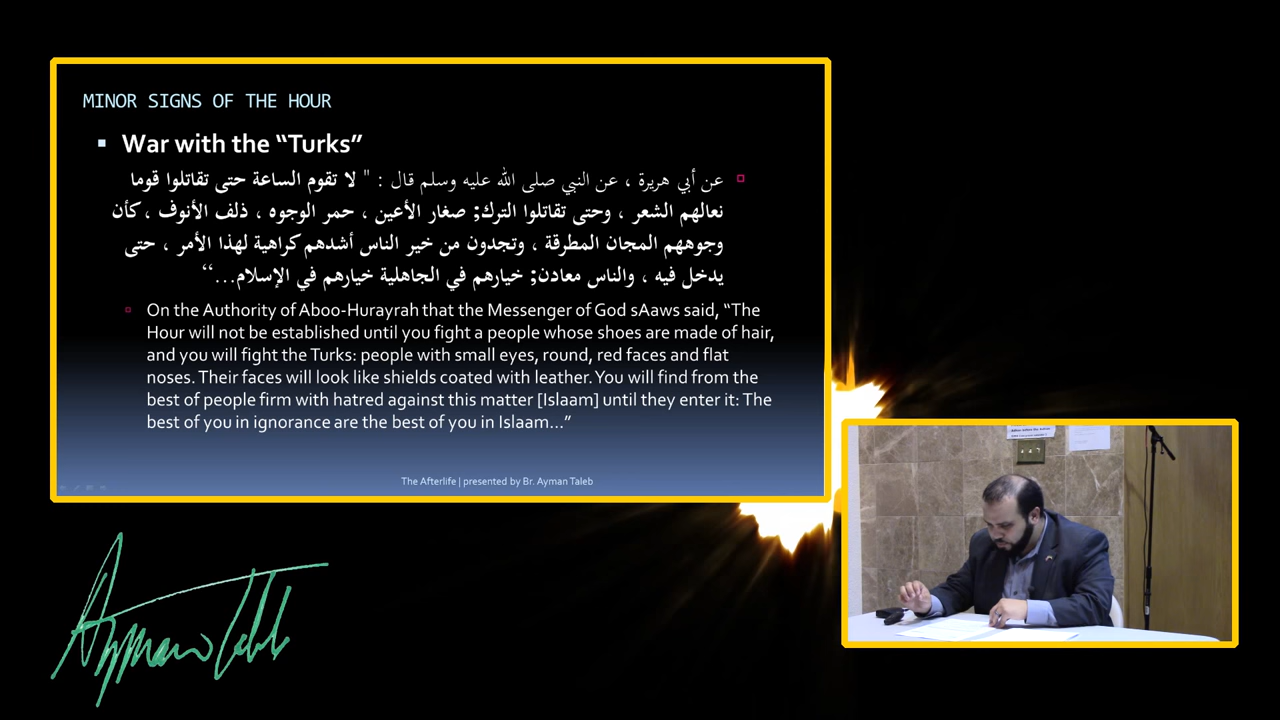 MINOR SIGNS OF THE HOUR
War with the “Turks”
عن أبي هريرة ، عن النبي صلى الله عليه وسلم قال : " لا تقوم الساعة حتى تقاتلوا قوما
نعالهم الشعر ، وحتى تقاتلوا الترك; صغار الأعين ، حمر الوجوه ، ذلف الأنوف ، كأن
وجوههم المجان المطرقة ، وتجدون من خير الناس أشدهم كراهية لهذا الأمر ، حتى
يدخل فيه ، والناس معادن; خيارهم في الجاهلية خيارهم في الإسلام...“
On the Authority of Aboo-Hurayrah that the Messenger of God sAaws said, “The
Hour will not be established until you fight a people whose shoes are made of hair,
and you will fight the Turks: people with small eyes, round, red faces and flat
noses. Their faces will look like shields coated with leather. You will find from the
best of people firm with hatred against this matter [Islaam] until they enter it: The
best of you in ignorance are the best of you in Islaam...”
The Afterlife | presented by Br. Ayman Taleb
Ayman Taleb